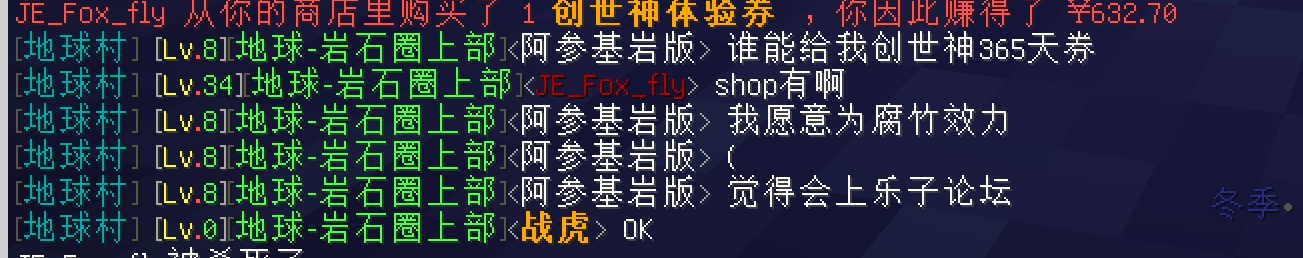 JE_Fox_fly 从你的商店里购买了 1 创世神体验券 ，你因此赚得了 ¥632.70
[地球村] [Lv.8][地球-岩石圈上部]<阿参基岩版> 谁能给我创世神365天券
[地球村] [Lv.34][地球-岩石圈上部]<JE_Fox_fly> shop有啊
[地球村] [Lv.8][地球-岩石圈上部]<阿参基岩版> 我愿意为腐竹效力
[地球村] [Lv.8][地球-岩石圈上部]<阿参基岩版> (
[地球村] [Lv.8][地球-岩石圈上部]<阿参基岩版> 觉得会上乐子论坛
冬季
[地球村] [Lv.0][地球-岩石圈上部]<战虎> OK
JE_Fox_fly 被杀死了